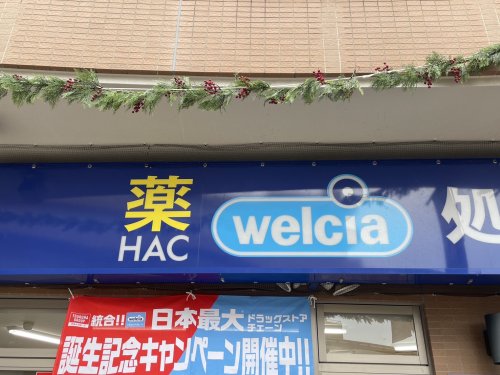 薬
HAC
welcia
処
統合!! 日本最大 ドラッグストア
チェーン
誕生記念キャンペーン開催中!!